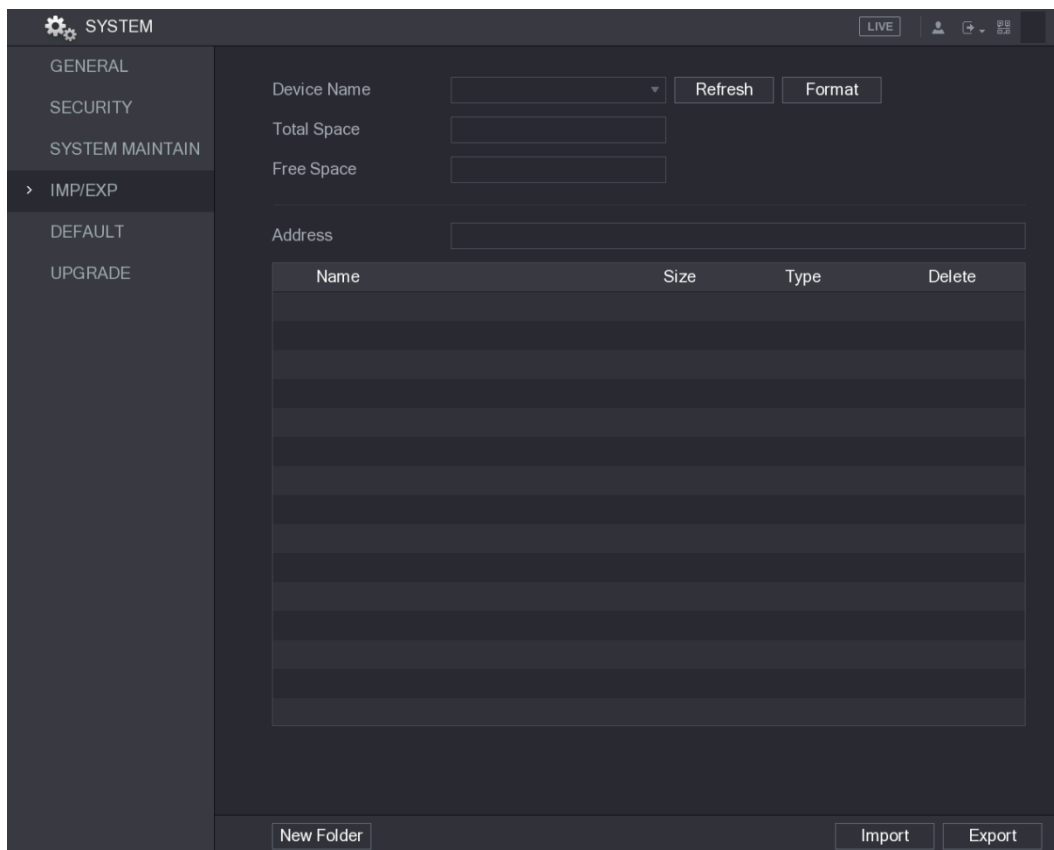 SYSTEM
LIVE
GENERAL
SECURITY
SYSTEM MAINTAIN
IMP/EXP
DEFAULT
UPGRADE
Device Name
Refresh
Format
Total Space
Free Space
Address
Name Size Type Delete
New Folder
Import
Export